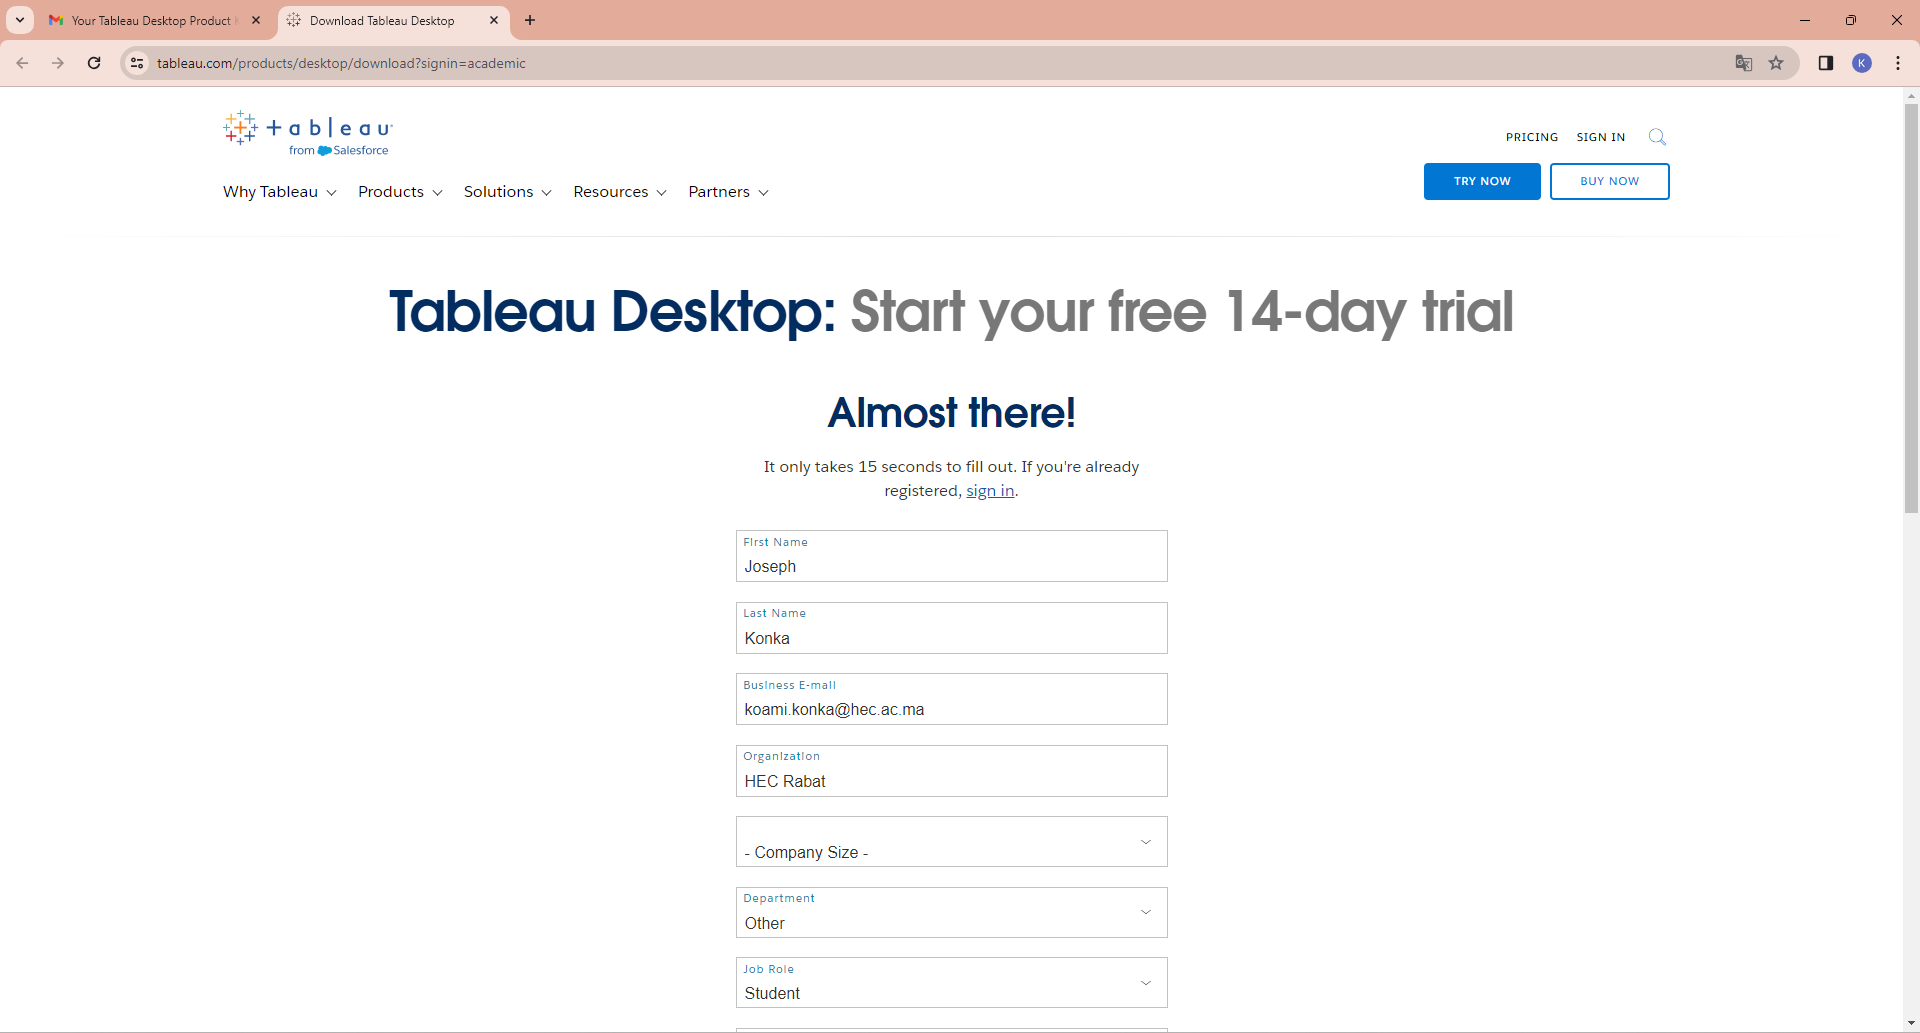 Your Tableau Desktop Product
Download Tableau Desktop
tableau.com/products/desktop/download?signin=academic
K
+ableau
from Salesforce
PRICING
SIGN IN
Why Tableau
Products
Solutions
Resources
Partners
TRY NOW
BUY NOW
Tableau Desktop: Start your free 14-day trial
Almost there!
It only takes 15 seconds to fill out. If you're already
registered, sign in.
First Name
Joseph
Last Name
Konka
Business E-mail
koami.konka@hec.ac.ma
Organization
HEC Rabat
- Company Size -
Department
Other
Job Role
Student